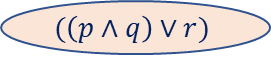 ((p ∧ q) ∨ r)